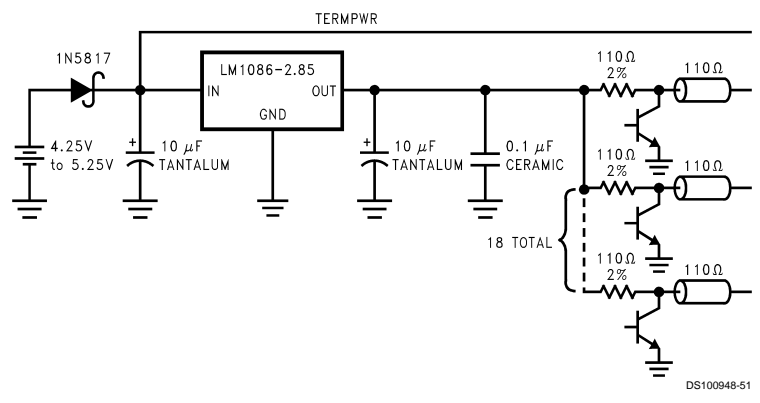 TERMPWR
1N5817
LM1086-2.85
IN
OUT
GND
4.25V
to 5.25V
+
10 μF
TANTALUM
+
10 μF
TANTALUM
0.1 μF
CERAMIC
110Ω
2%
110Ω
110Ω
2%
110Ω
18 TOTAL
110Ω
2%
110Ω
DS100948-51